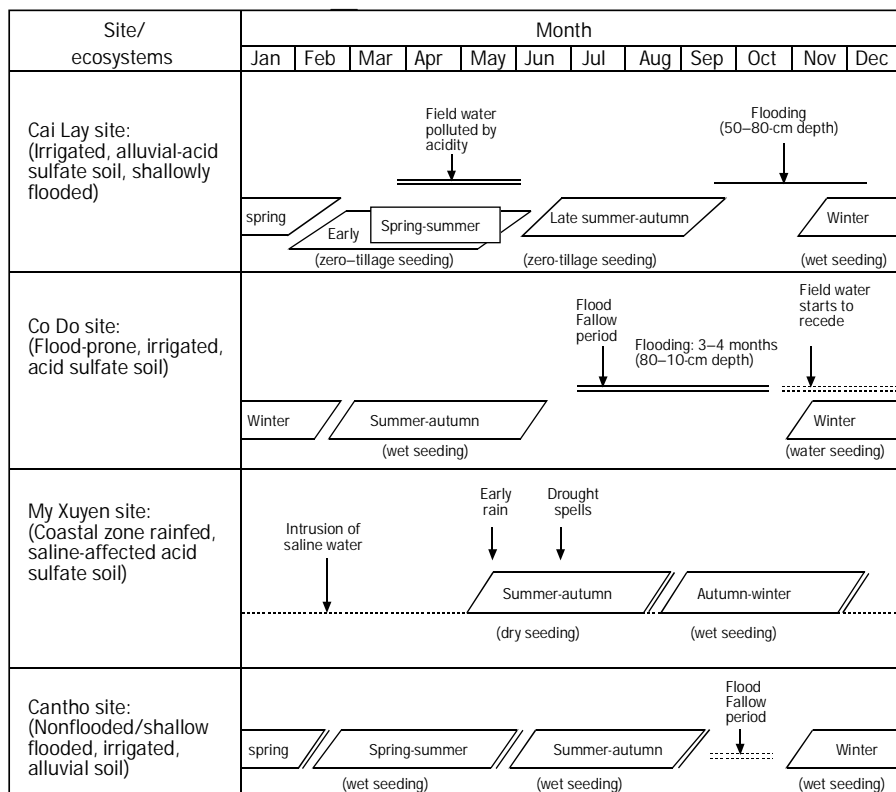 Site/
ecosystems
Month
Jan Feb Mar Apr May Jun Jul Aug Sep Oct Nov Dec
Cai Lay site:
(Irrigated, alluvial-acid
sulfate soil, shallowly
flooded)
Field water
polluted by
acidity
Flooding
(50–80-cm depth)
spring
Early
Spring-summer
Late summer-autumn
Winter
(zero–tillage seeding)
(zero-tillage seeding)
(wet seeding)
Co Do site:
(Flood-prone, irrigated,
acid sulfate soil)
Flood
Fallow
period
Flooding: 3–4 months
(80–10-cm depth)
Field water
starts to
recede
Winter
Summer-autumn
Winter
(wet seeding)
(water seeding)
My Xuyen site:
(Coastal zone rainfed,
saline-affected acid
sulfate soil)
Intrusion of
saline water
Early
rain
Drought
spells
Summer-autumn
Autumn-winter
(dry seeding)
(wet seeding)
Cantho site:
(Nonflooded/shallow
flooded, irrigated,
alluvial soil)
Flood
Fallow
period
spring
Spring-summer
Summer-autumn
Winter
(wet seeding)
(wet seeding)
(wet seeding)